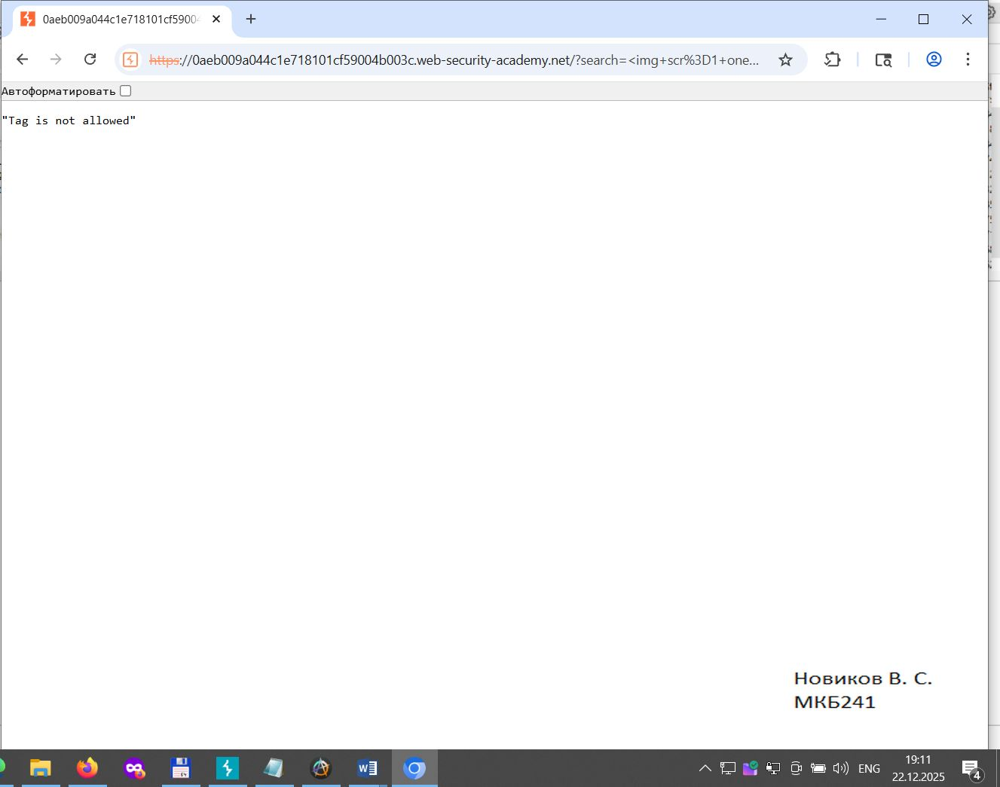 0aeb009a044c1e718101cf5900
https://0aeb009a044c1e718101cf59004b003c.web-security-academy.net/?search=<img+scr%3D1+one...
Автоформатировать
"Tag is not allowed"
Новиков В. С.
МКБ241
64
W
ENG
19:11
22.12.2025
4